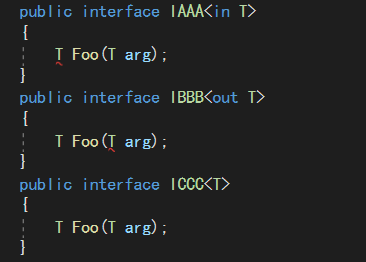 public interface IAAA<in T>
{
T Foo(T arg);
}
public interface IBBB<out T>
{
T Foo(T arg);
}
public interface ICCC<T>
{
T Foo(T arg);
}